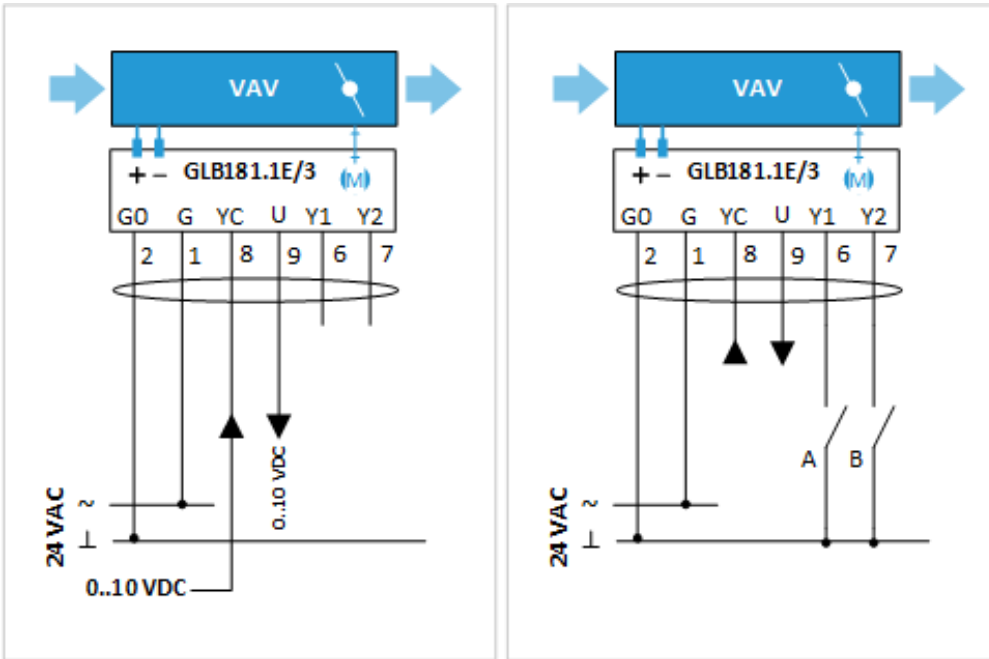 VAV
+ – GLB181.1E/3 (M)
G0 G YC U Y1 Y2
2 1 8 9 6 7
0..10 VDC
24 VAC
~
⊥
0..10 VDC
VAV
+ – GLB181.1E/3 (M)
G0 G YC U Y1 Y2
2 1 8 9 6 7
A B
24 VAC
~
⊥